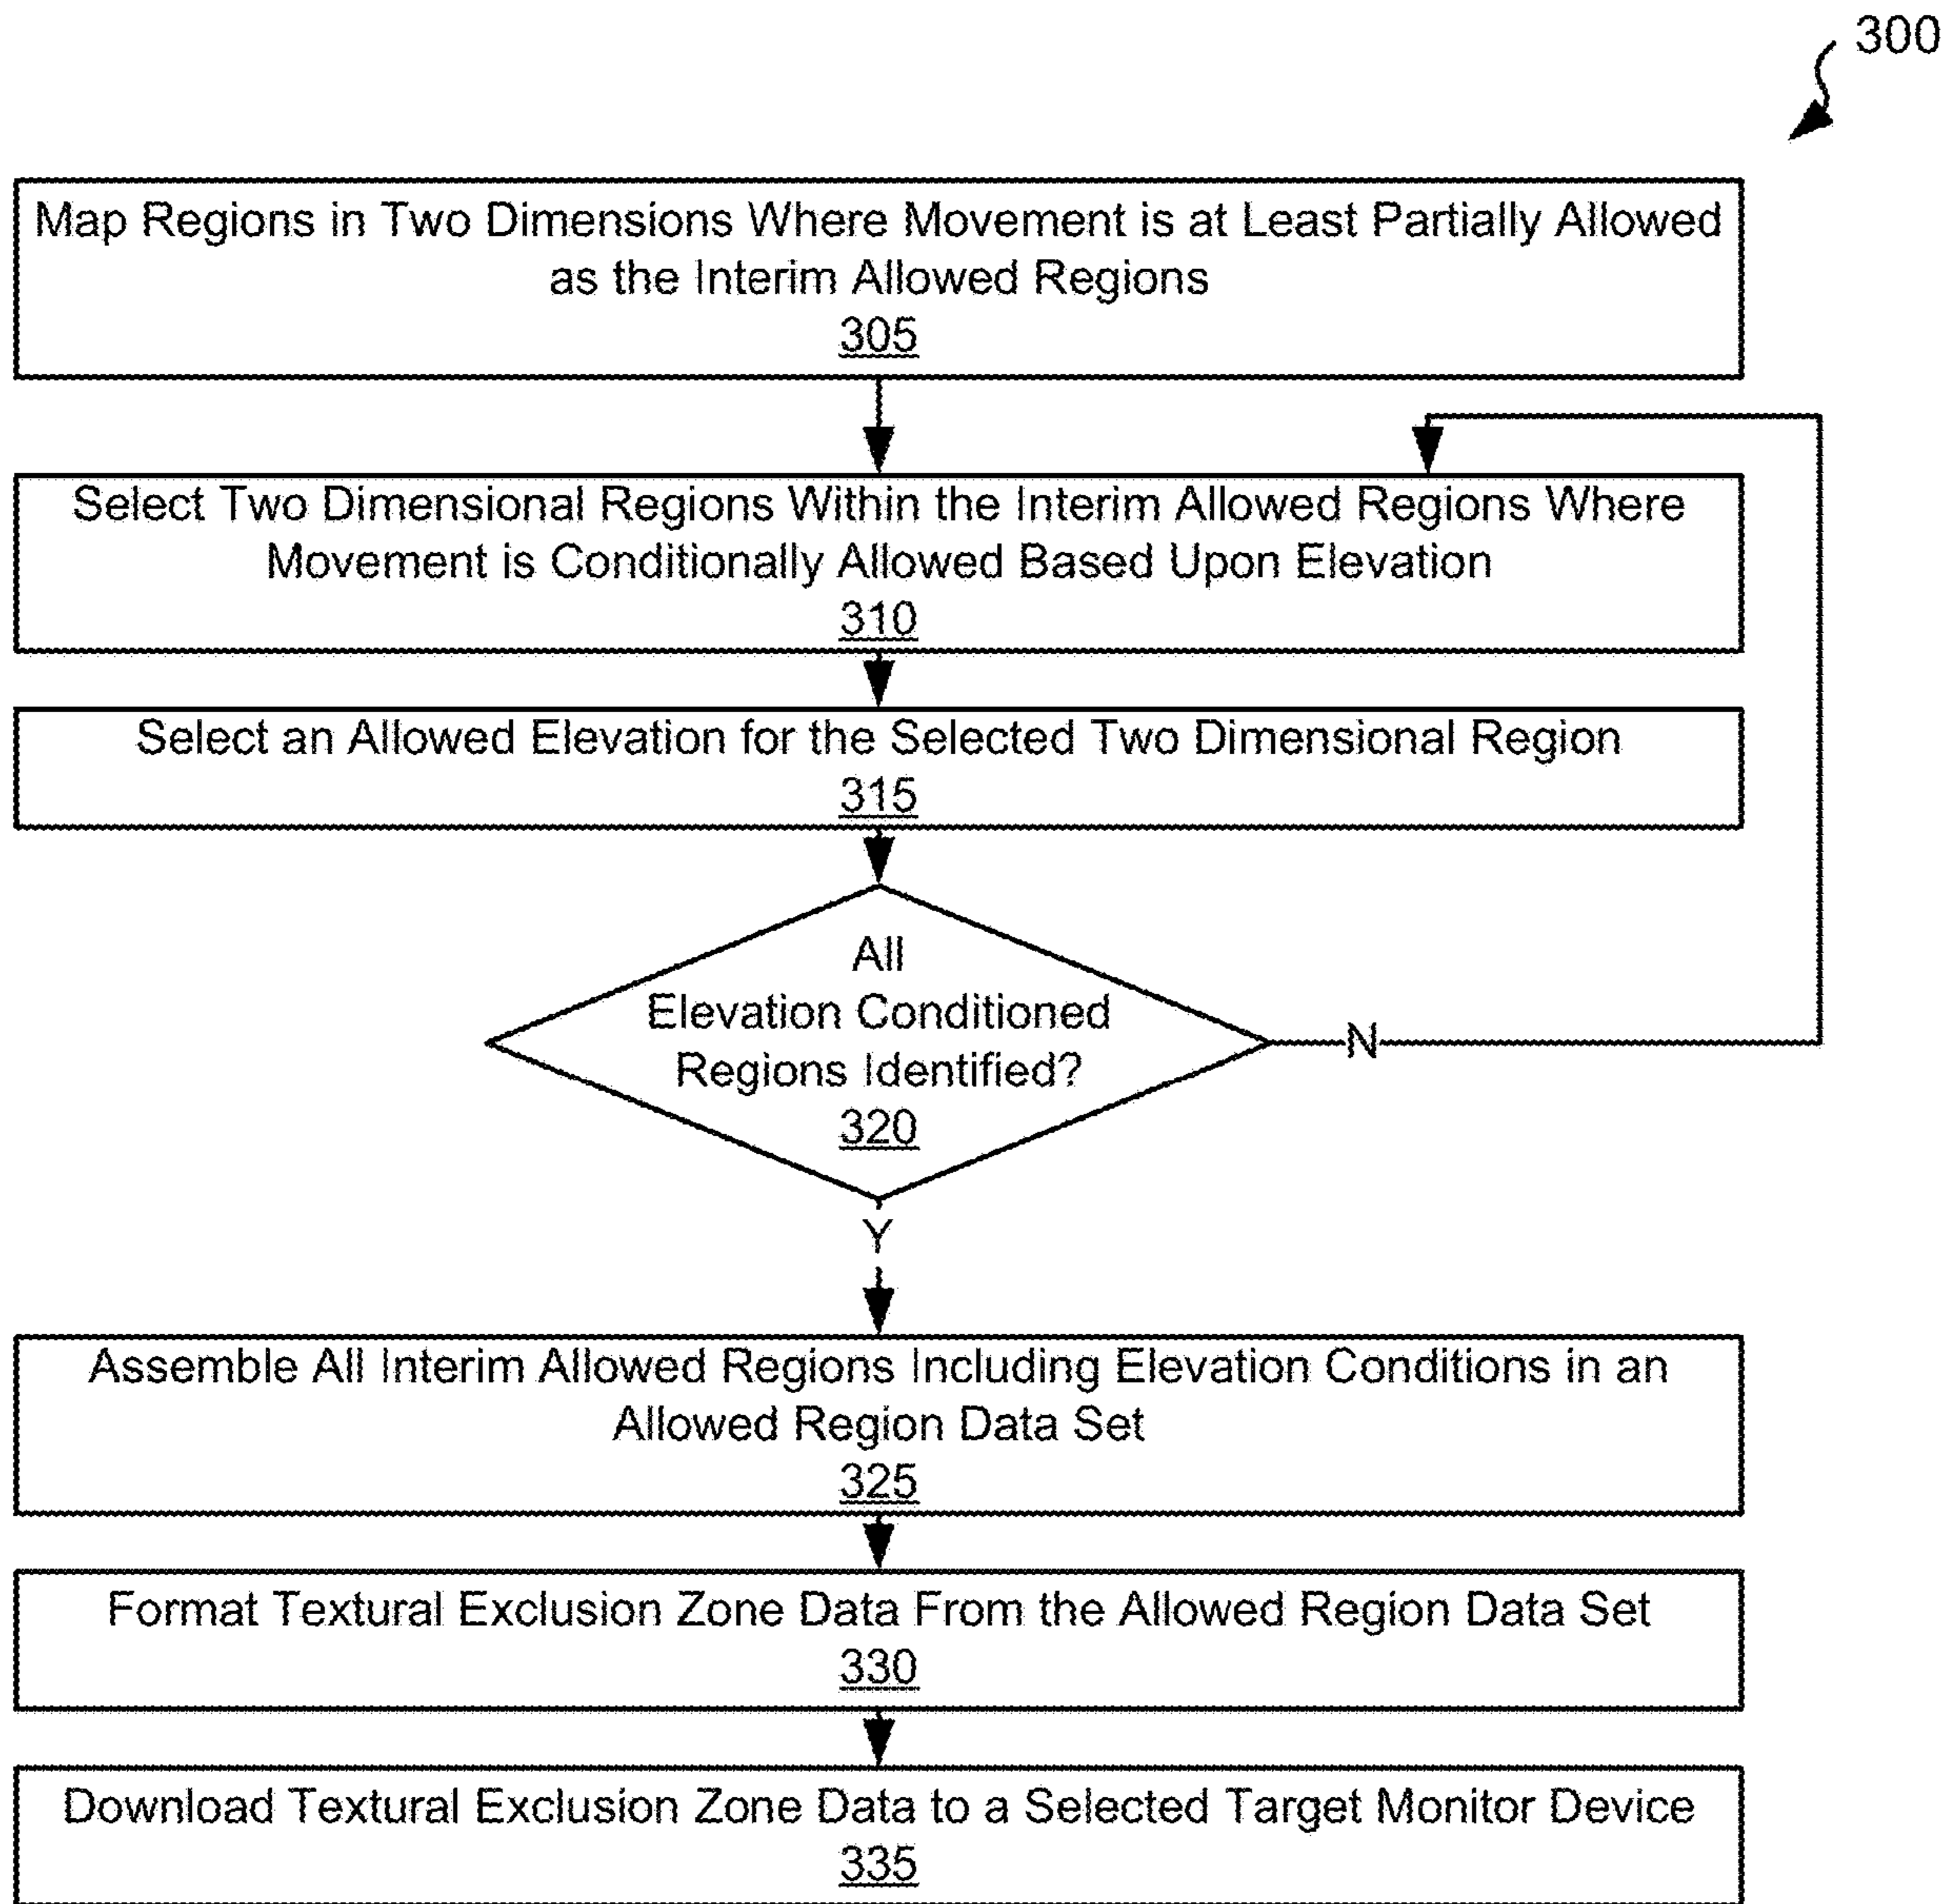 300
Map Regions in Two Dimensions Where Movement is at Least Partially Allowed
as the Interim Allowed Regions
305
Select Two Dimensional Regions Within the Interim Allowed Regions Where
Movement is Conditionally Allowed Based Upon Elevation
310
Select an Allowed Elevation for the Selected Two Dimensional Region
315
All
Elevation Conditioned
Regions Identified?
320
N
Y
Assemble All Interim Allowed Regions Including Elevation Conditions in an
Allowed Region Data Set
325
Format Textural Exclusion Zone Data From the Allowed Region Data Set
330
Download Textural Exclusion Zone Data to a Selected Target Monitor Device
335